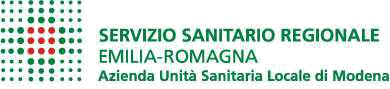 SERVIZIO SANITARIO REGIONALE
EMILIA-ROMAGNA
Azienda Unità Sanitaria Locale di Modena